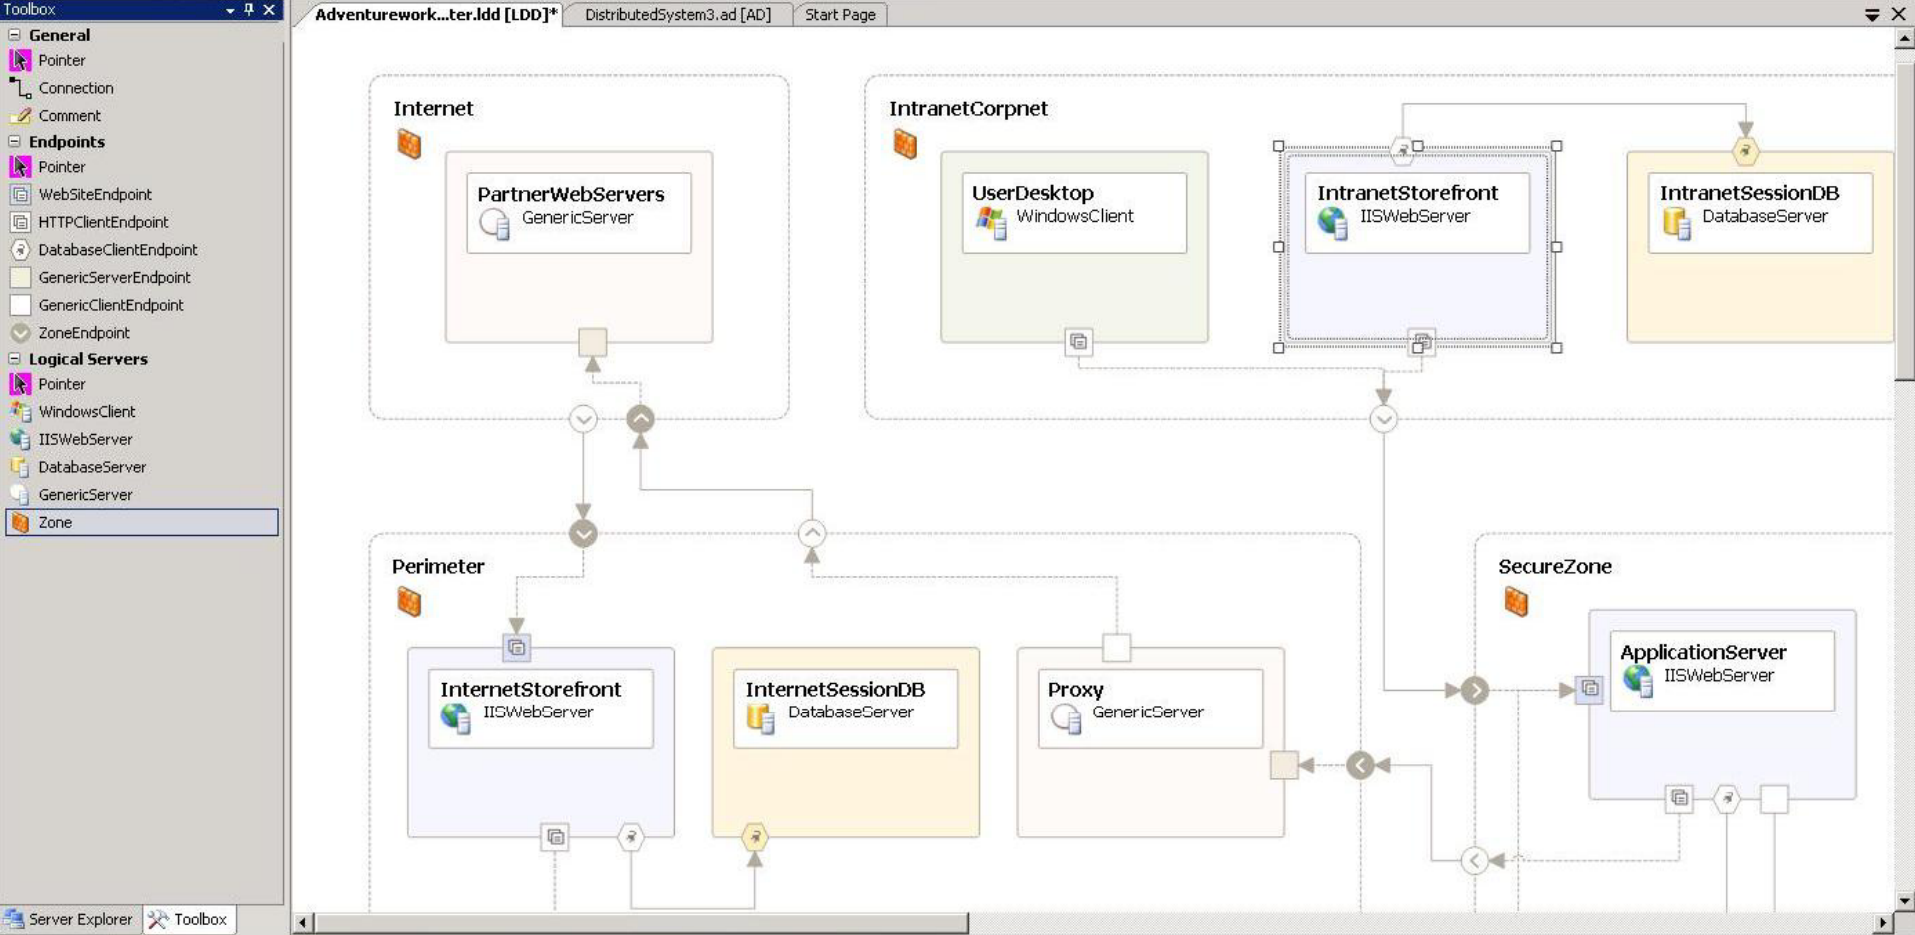 Toolbox
General
Pointer
Connection
Comment
Endpoints
Pointer
WebSiteEndpoint
HTTPClientEndpoint
DatabaseClientEndpoint
GenericServerEndpoint
GenericClientEndpoint
ZoneEndpoint
Logical Servers
Pointer
WindowsClient
IISWebServer
DatabaseServer
GenericServer
Zone
Server Explorer
Toolbox
Adventurework...ter.ldd [LDD]*
DistributedSystem3.ad [AD]
Start Page
Internet
PartnerWebServers
GenericServer
IntranetCorpnet
UserDesktop
WindowsClient
IntranetStorefront
IISWebServer
IntranetSessionDB
DatabaseServer
Perimeter
InternetStorefront
IISWebServer
InternetSessionDB
DatabaseServer
Proxy
GenericServer
SecureZone
ApplicationServer
IISWebServer